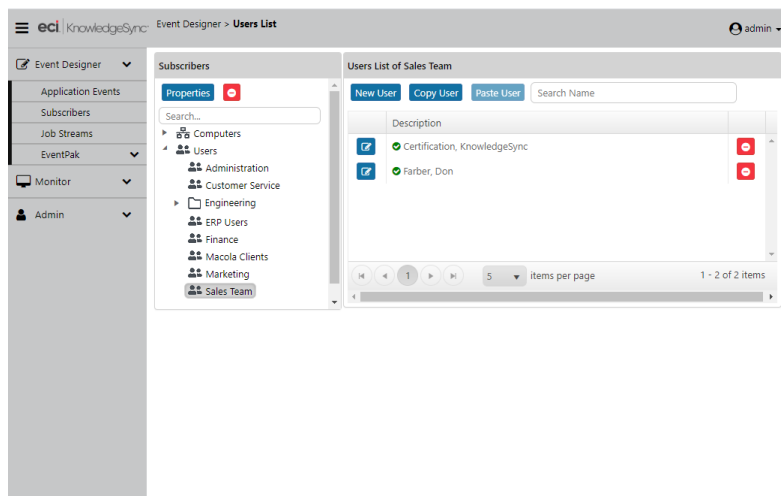 eci KnowledgeSync
Event Designer > Users List
admin
Event Designer
Application Events
Subscribers
Job Streams
EventPak
Monitor
Admin
Subscribers
Properties
Search...
Computers
Users
Administration
Customer Service
Engineering
ERP Users
Finance
Macola Clients
Marketing
Sales Team
Users List of Sales Team
New User Copy User Paste User Search Name
Description
Certification, KnowledgeSync
Farber, Don
1 5 items per page 1 - 2 of 2 items